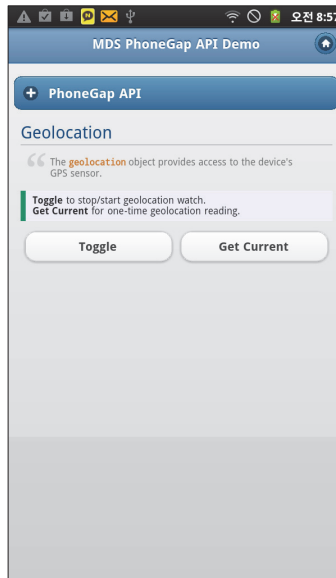 오전 8:57
MDS PhoneGap API Demo
PhoneGap API
Geolocation
The geolocation object provides access to the device's
GPS sensor.
Toggle to stop/start geolocation watch.
Get Current for one-time geolocation reading.
Toggle
Get Current